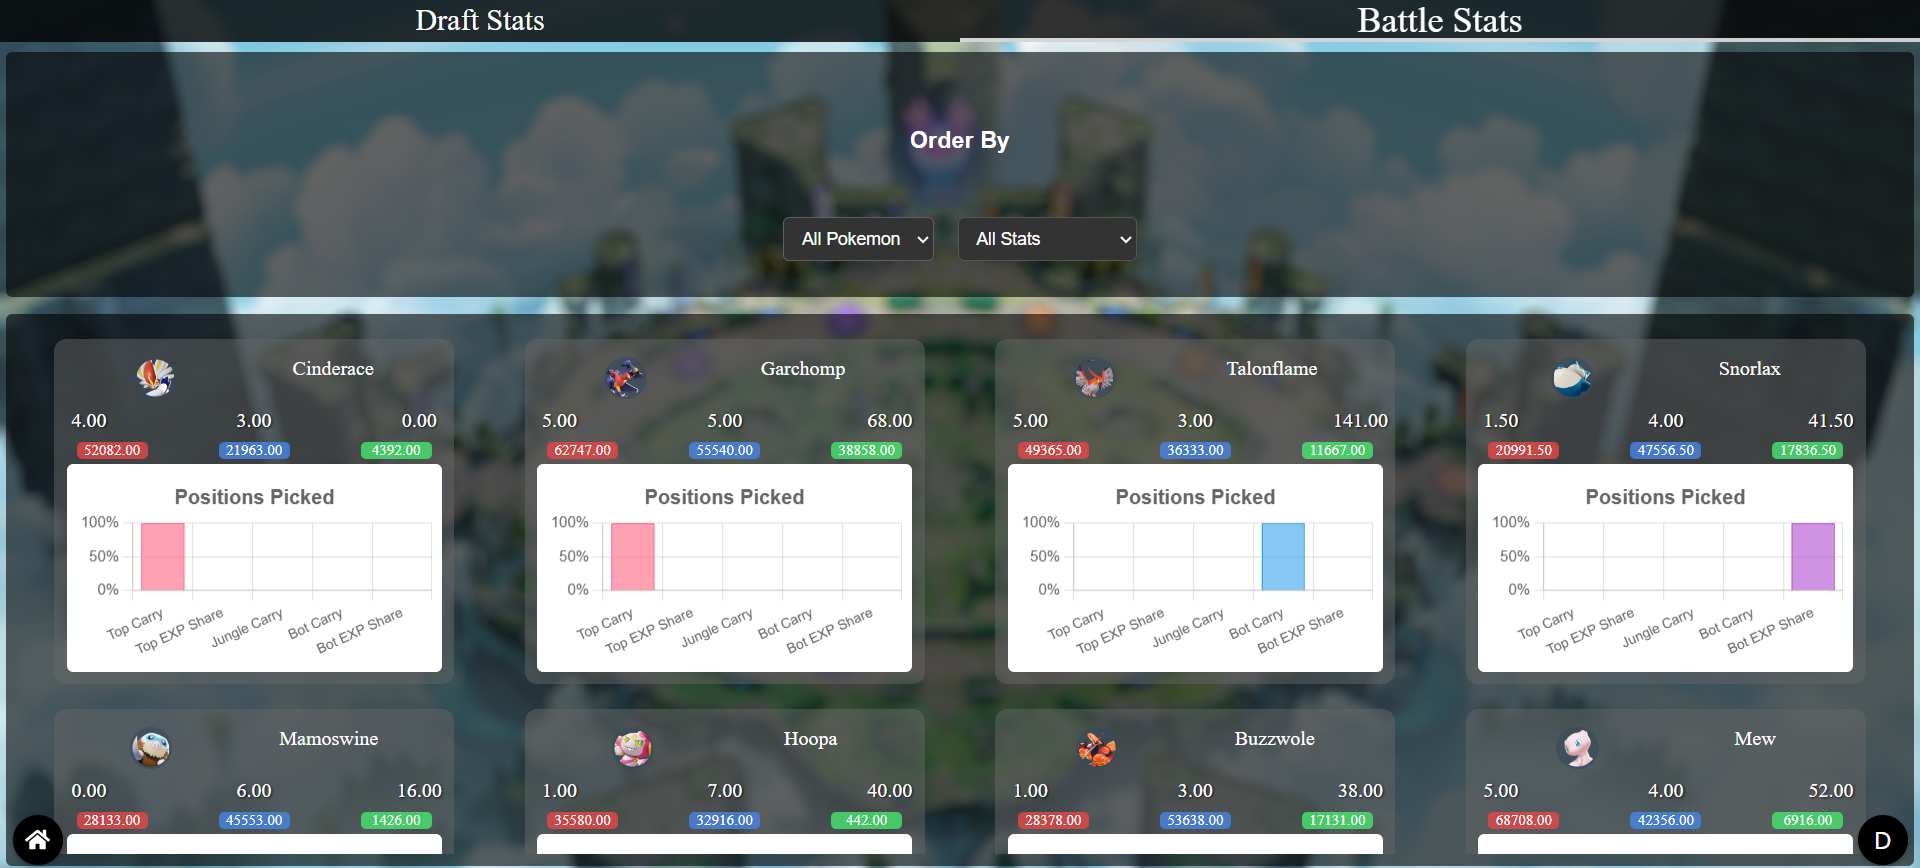 Draft Stats
Battle Stats
Order By
All Pokemon
All Stats
Cinderace
4.00 3.00 0.00
52082.00 21963.00 4392.00
Positions Picked
100%
50%
0%
Top Carry
Top EXP Share
Jungle Carry
Bot Carry
Bot EXP Share
Garchomp
5.00 5.00 68.00
62747.00 55540.00 38858.00
Positions Picked
100%
50%
0%
Top Carry
Top EXP Share
Jungle Carry
Bot Carry
Bot EXP Share
Talonflame
5.00 3.00 141.00
49365.00 36333.00 11667.00
Positions Picked
100%
50%
0%
Top Carry
Top EXP Share
Jungle Carry
Bot Carry
Bot EXP Share
Snorlax
1.50 4.00 41.50
20991.50 47556.50 17836.50
Positions Picked
100%
50%
0%
Top Carry
Top EXP Share
Jungle Carry
Bot Carry
Bot EXP Share
Mamoswine
0.00 6.00 16.00
28133.00 45553.00 1426.00
Hoopa
1.00 7.00 40.00
35580.00 32916.00 442.00
Buzzwole
1.00 3.00 38.00
28378.00 53638.00 17131.00
Mew
5.00 4.00 52.00
68708.00 42356.00 6916.00
D